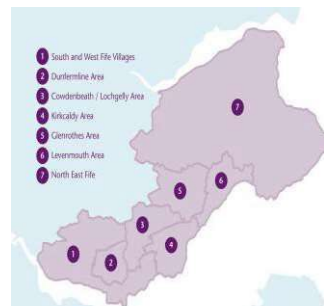 1 South and West Fife Villages
2 Dunfermline Area
3 Cowdenbeath / Lochgelly Area
4 Kirkcaldy Area
5 Glenrothes Area
6 Levenmouth Area
7 North East Fife
7
6
5
3
4
1
2